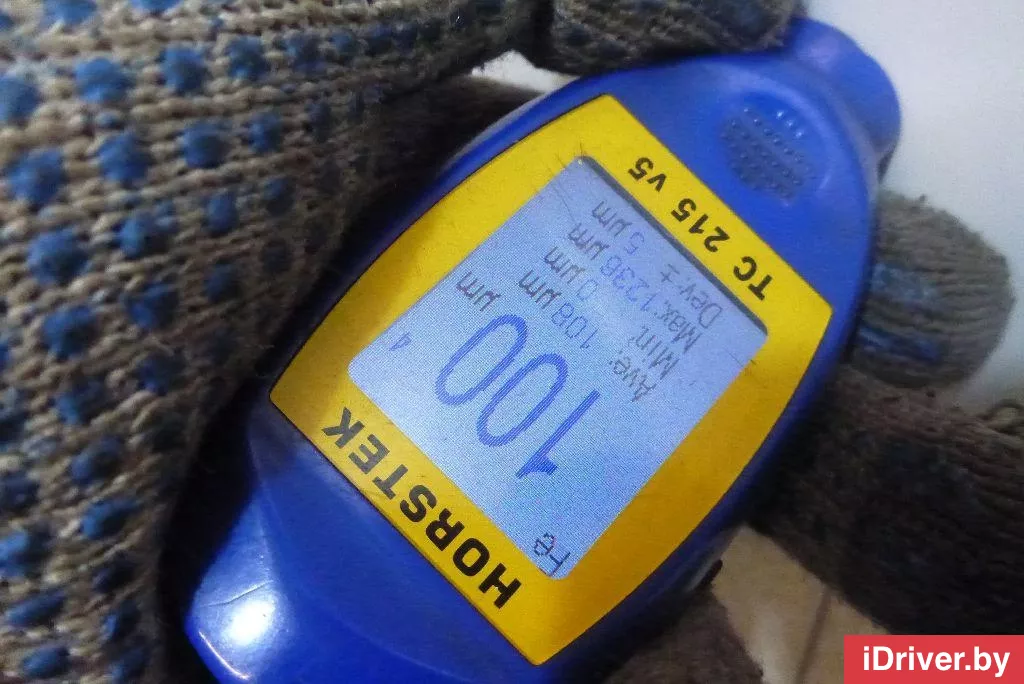 HORSTEK
Fe
100 µm
4
Ave: 108 µm
Min: 0 µm
Max:1236 µm
Dev.± 5 µm
TC 215 v5
iDriver.by